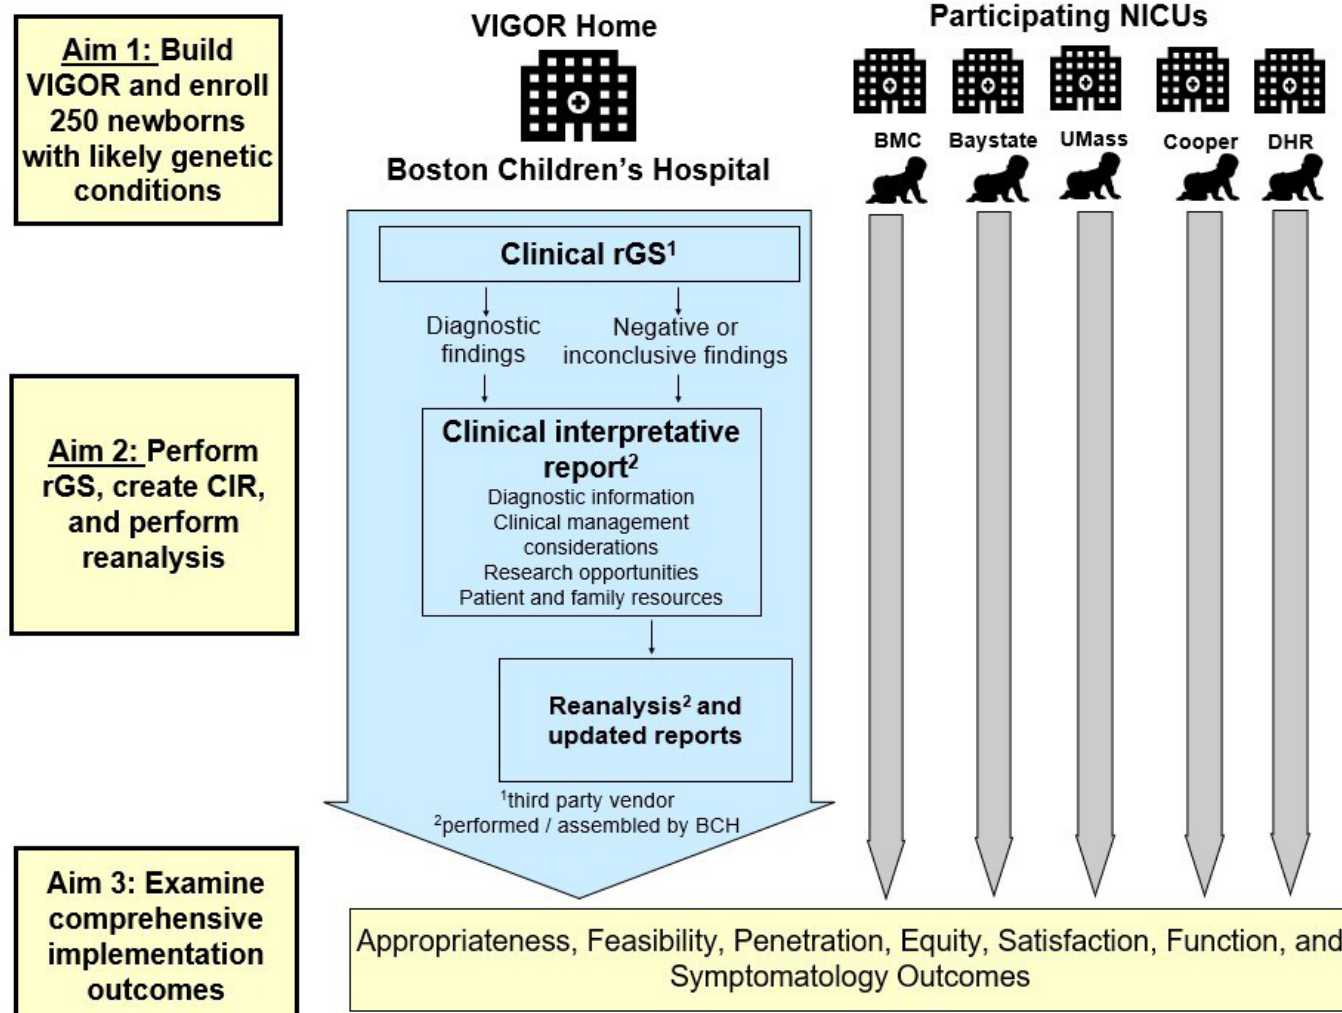 Aim 1: Build
VIGOR and enroll
250 newborns
with likely genetic
conditions
VIGOR Home
Boston Children's Hospital
Participating NICUs
BMC
Baystate
UMass
Cooper
DHR
Clinical rGS¹
Diagnostic
findings
Negative or
inconclusive findings
Aim 2: Perform
rGS, create CIR,
and perform
reanalysis
Clinical interpretative
report²
Diagnostic information
Clinical management
considerations
Research opportunities
Patient and family resources
Reanalysis² and
updated reports
¹third party vendor
²performed / assembled by BCH
Aim 3: Examine
comprehensive
implementation
outcomes
Appropriateness, Feasibility, Penetration, Equity, Satisfaction, Function, and
Symptomatology Outcomes